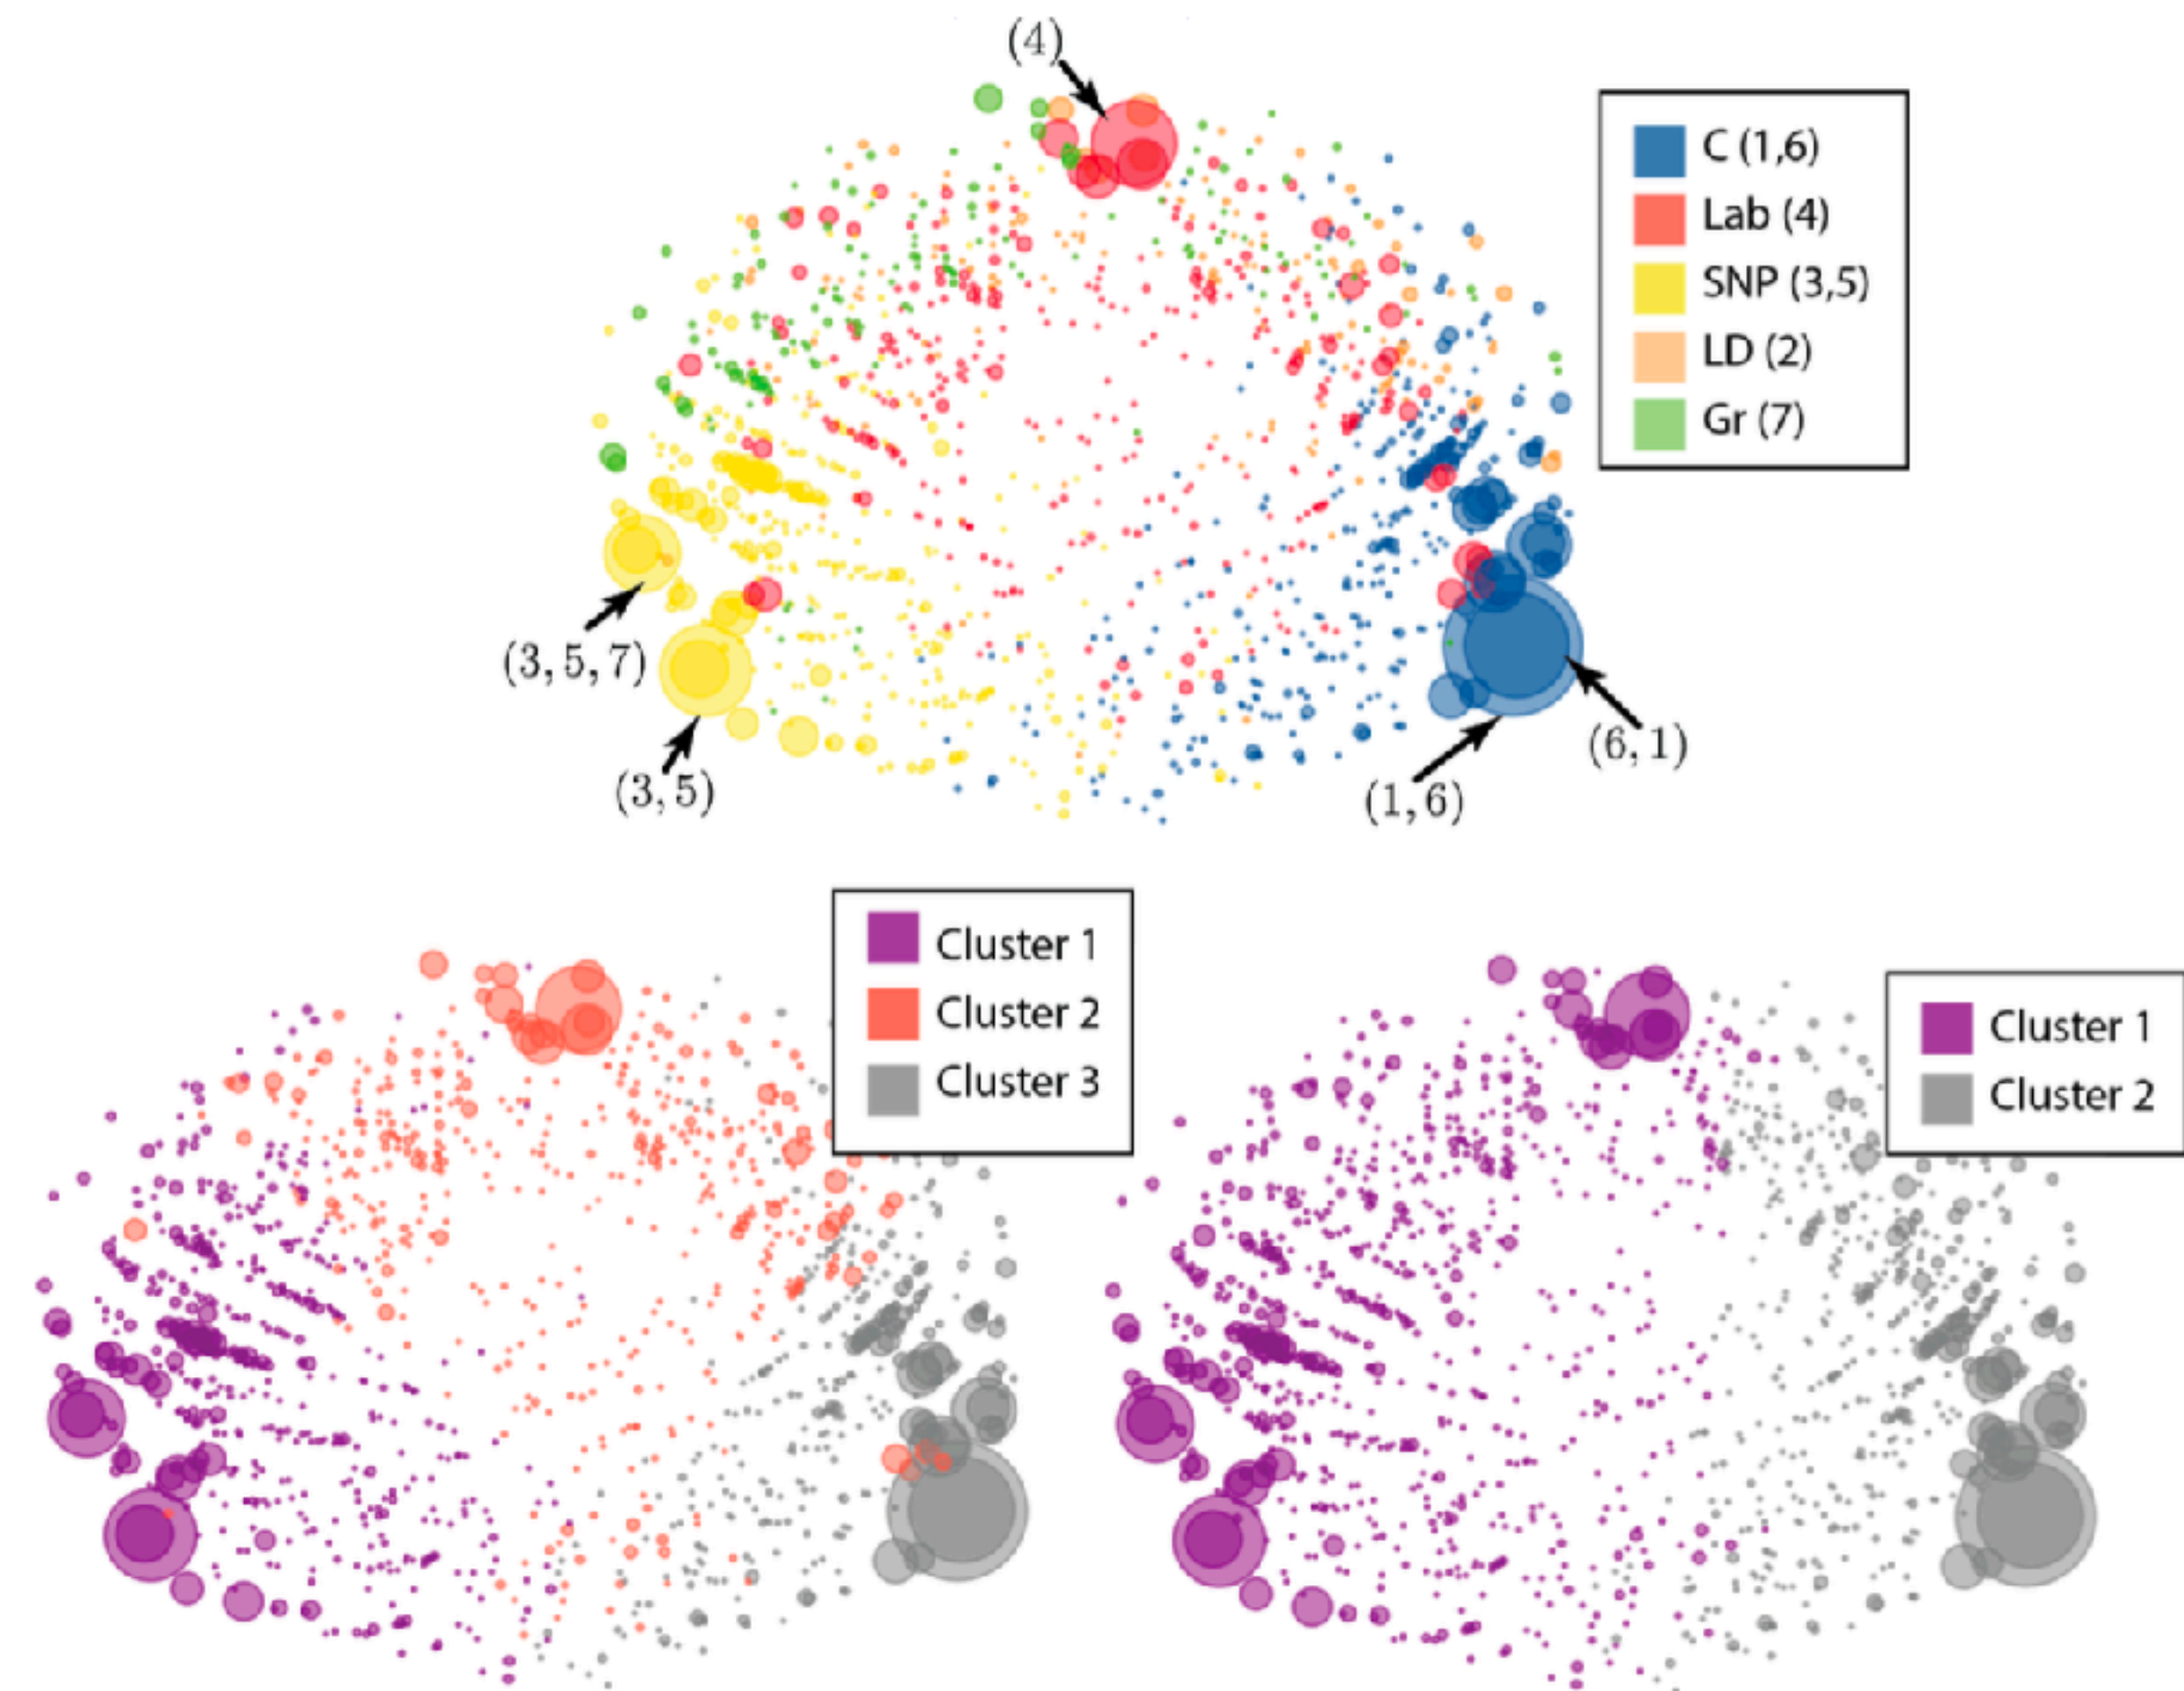 (4)
C (1,6)
Lab (4)
SNP (3,5)
LD (2)
Gr (7)
(3, 5, 7)
(3, 5)
(6, 1)
(1, 6)
Cluster 1
Cluster 2
Cluster 3
Cluster 1
Cluster 2